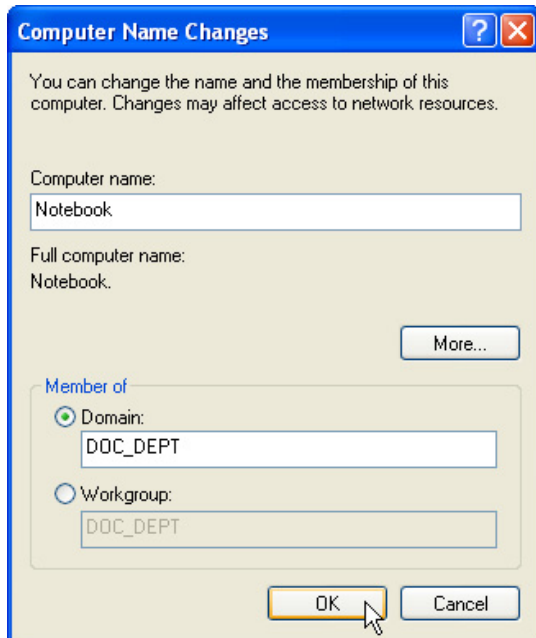 Computer Name Changes
You can change the name and the membership of this
computer. Changes may affect access to network resources.
Computer name:
Notebook
Full computer name:
Notebook.
More...
Member of
Domain:
DOC_DEPT
Workgroup:
DOC_DEPT
OK
Cancel